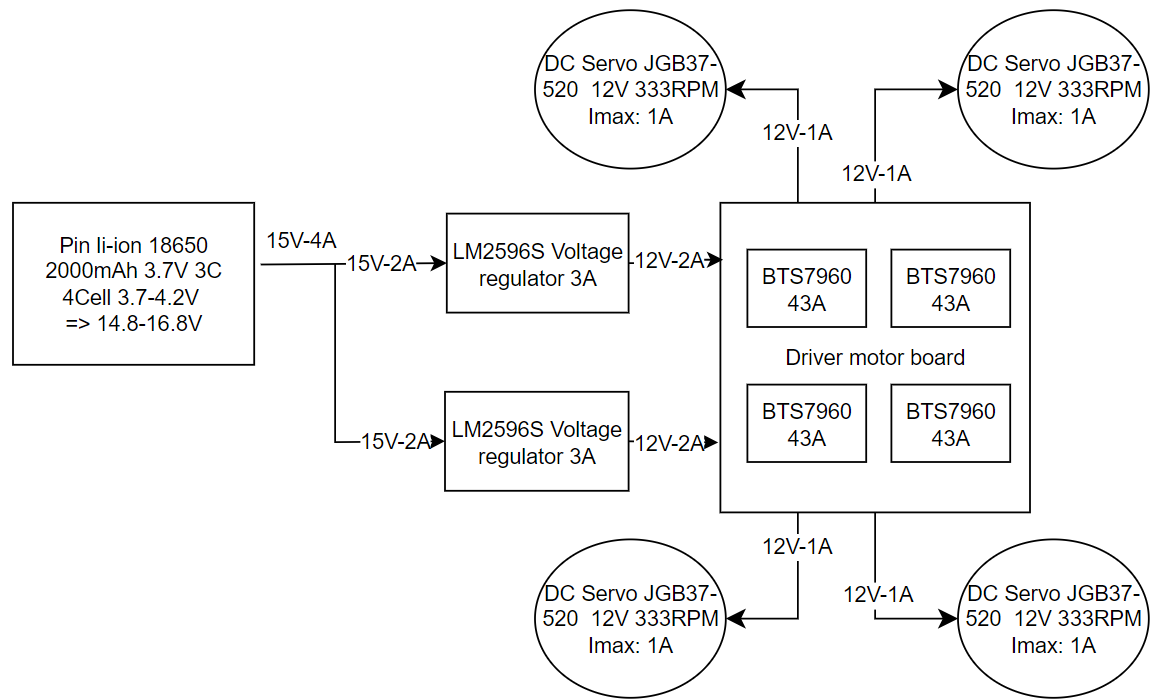 DC Servo JGB37-
520 12V 333RPM
Imax: 1A
DC Servo JGB37-
520 12V 333RPM
Imax: 1A
12V-1A
12V-1A
Pin li-ion 18650
2000mAh 3.7V 3C
4Cell 3.7-4.2V
=> 14.8-16.8V
15V-4A
15V-2A
LM2596S Voltage
regulator 3A
12V-2A
BTS7960
43A
BTS7960
43A
Driver motor board
15V-2A
LM2596S Voltage
regulator 3A
12V-2A
BTS7960
43A
BTS7960
43A
12V-1A
12V-1A
DC Servo JGB37-
520 12V 333RPM
Imax: 1A
DC Servo JGB37-
520 12V 333RPM
Imax: 1A